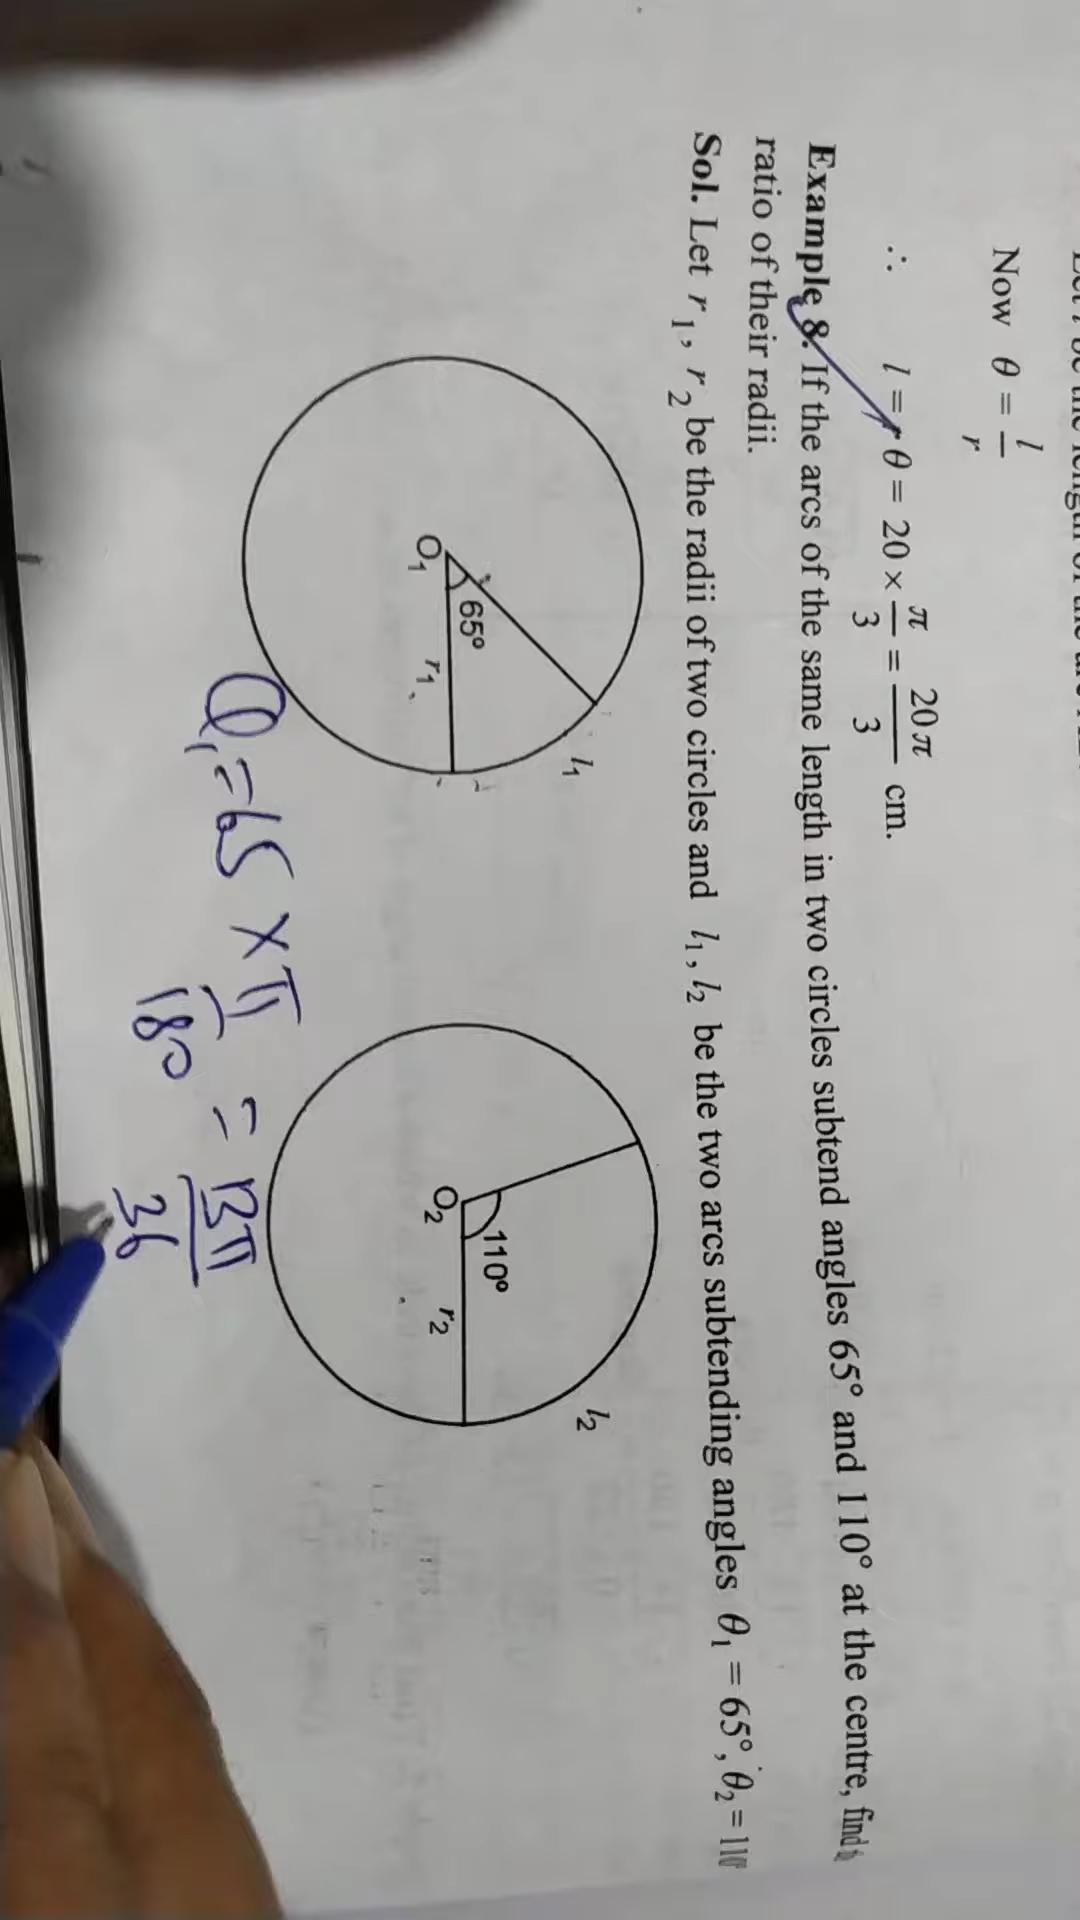 Now θ = l/r
∴ l = rθ = 20 × π/3 = 20π/3 cm.
Example 8. If the arcs of the same length in two circles subtend angles 65° and 110° at the centre, find
ratio of their radii.
Sol. Let r₁, r₂ be the radii of two circles and l₁, l₂ be the two arcs subtending angles θ₁ = 65°, θ₂ = 110
l₁
65°
O₁
r₁
l₂
110°
O₂
r₂
Q₁ = 65 × π/180 = 13π/36